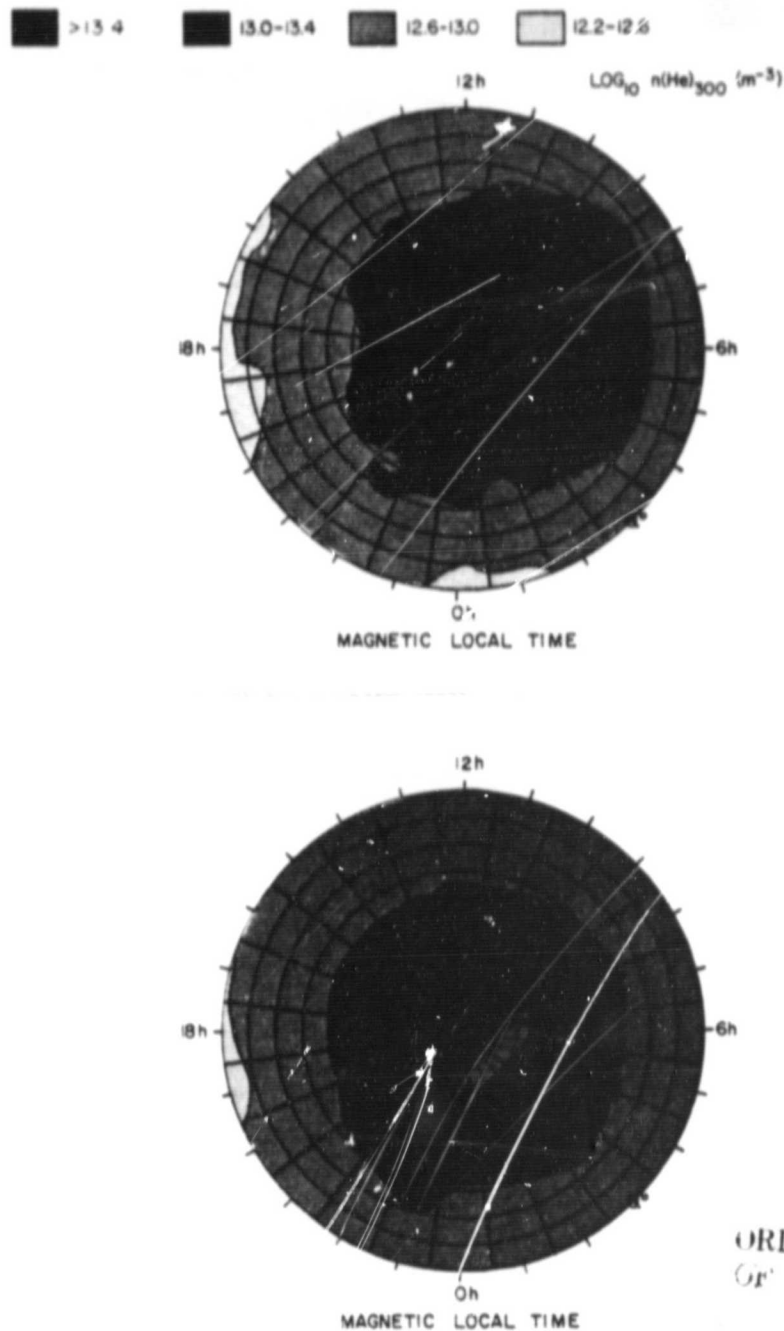 >13.4 13.0-13.4 12.6-13.0 12.2-12.6
LOG₁₀ n(He)₃₀₀ (m⁻³)
12h
18h 6h
0h
MAGNETIC LOCAL TIME
12h
18h 6h
0h
MAGNETIC LOCAL TIME